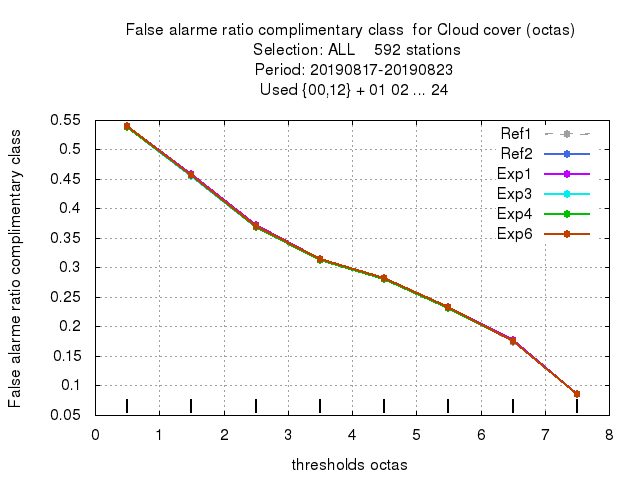 False alarme ratio complimentary class  for Cloud cover (octas)
Selection: ALL    592 stations
Period: 20190817-20190823
Used {00,12} + 01 02 ... 24
False alarme ratio complimentary class
0.55
0.5
0.45
0.4
0.35
0.3
0.25
0.2
0.15
0.1
0.05
Ref1
Ref2
Exp1
Exp3
Exp4
Exp6
0 1 2 3 4 5 6 7 8
thresholds octas